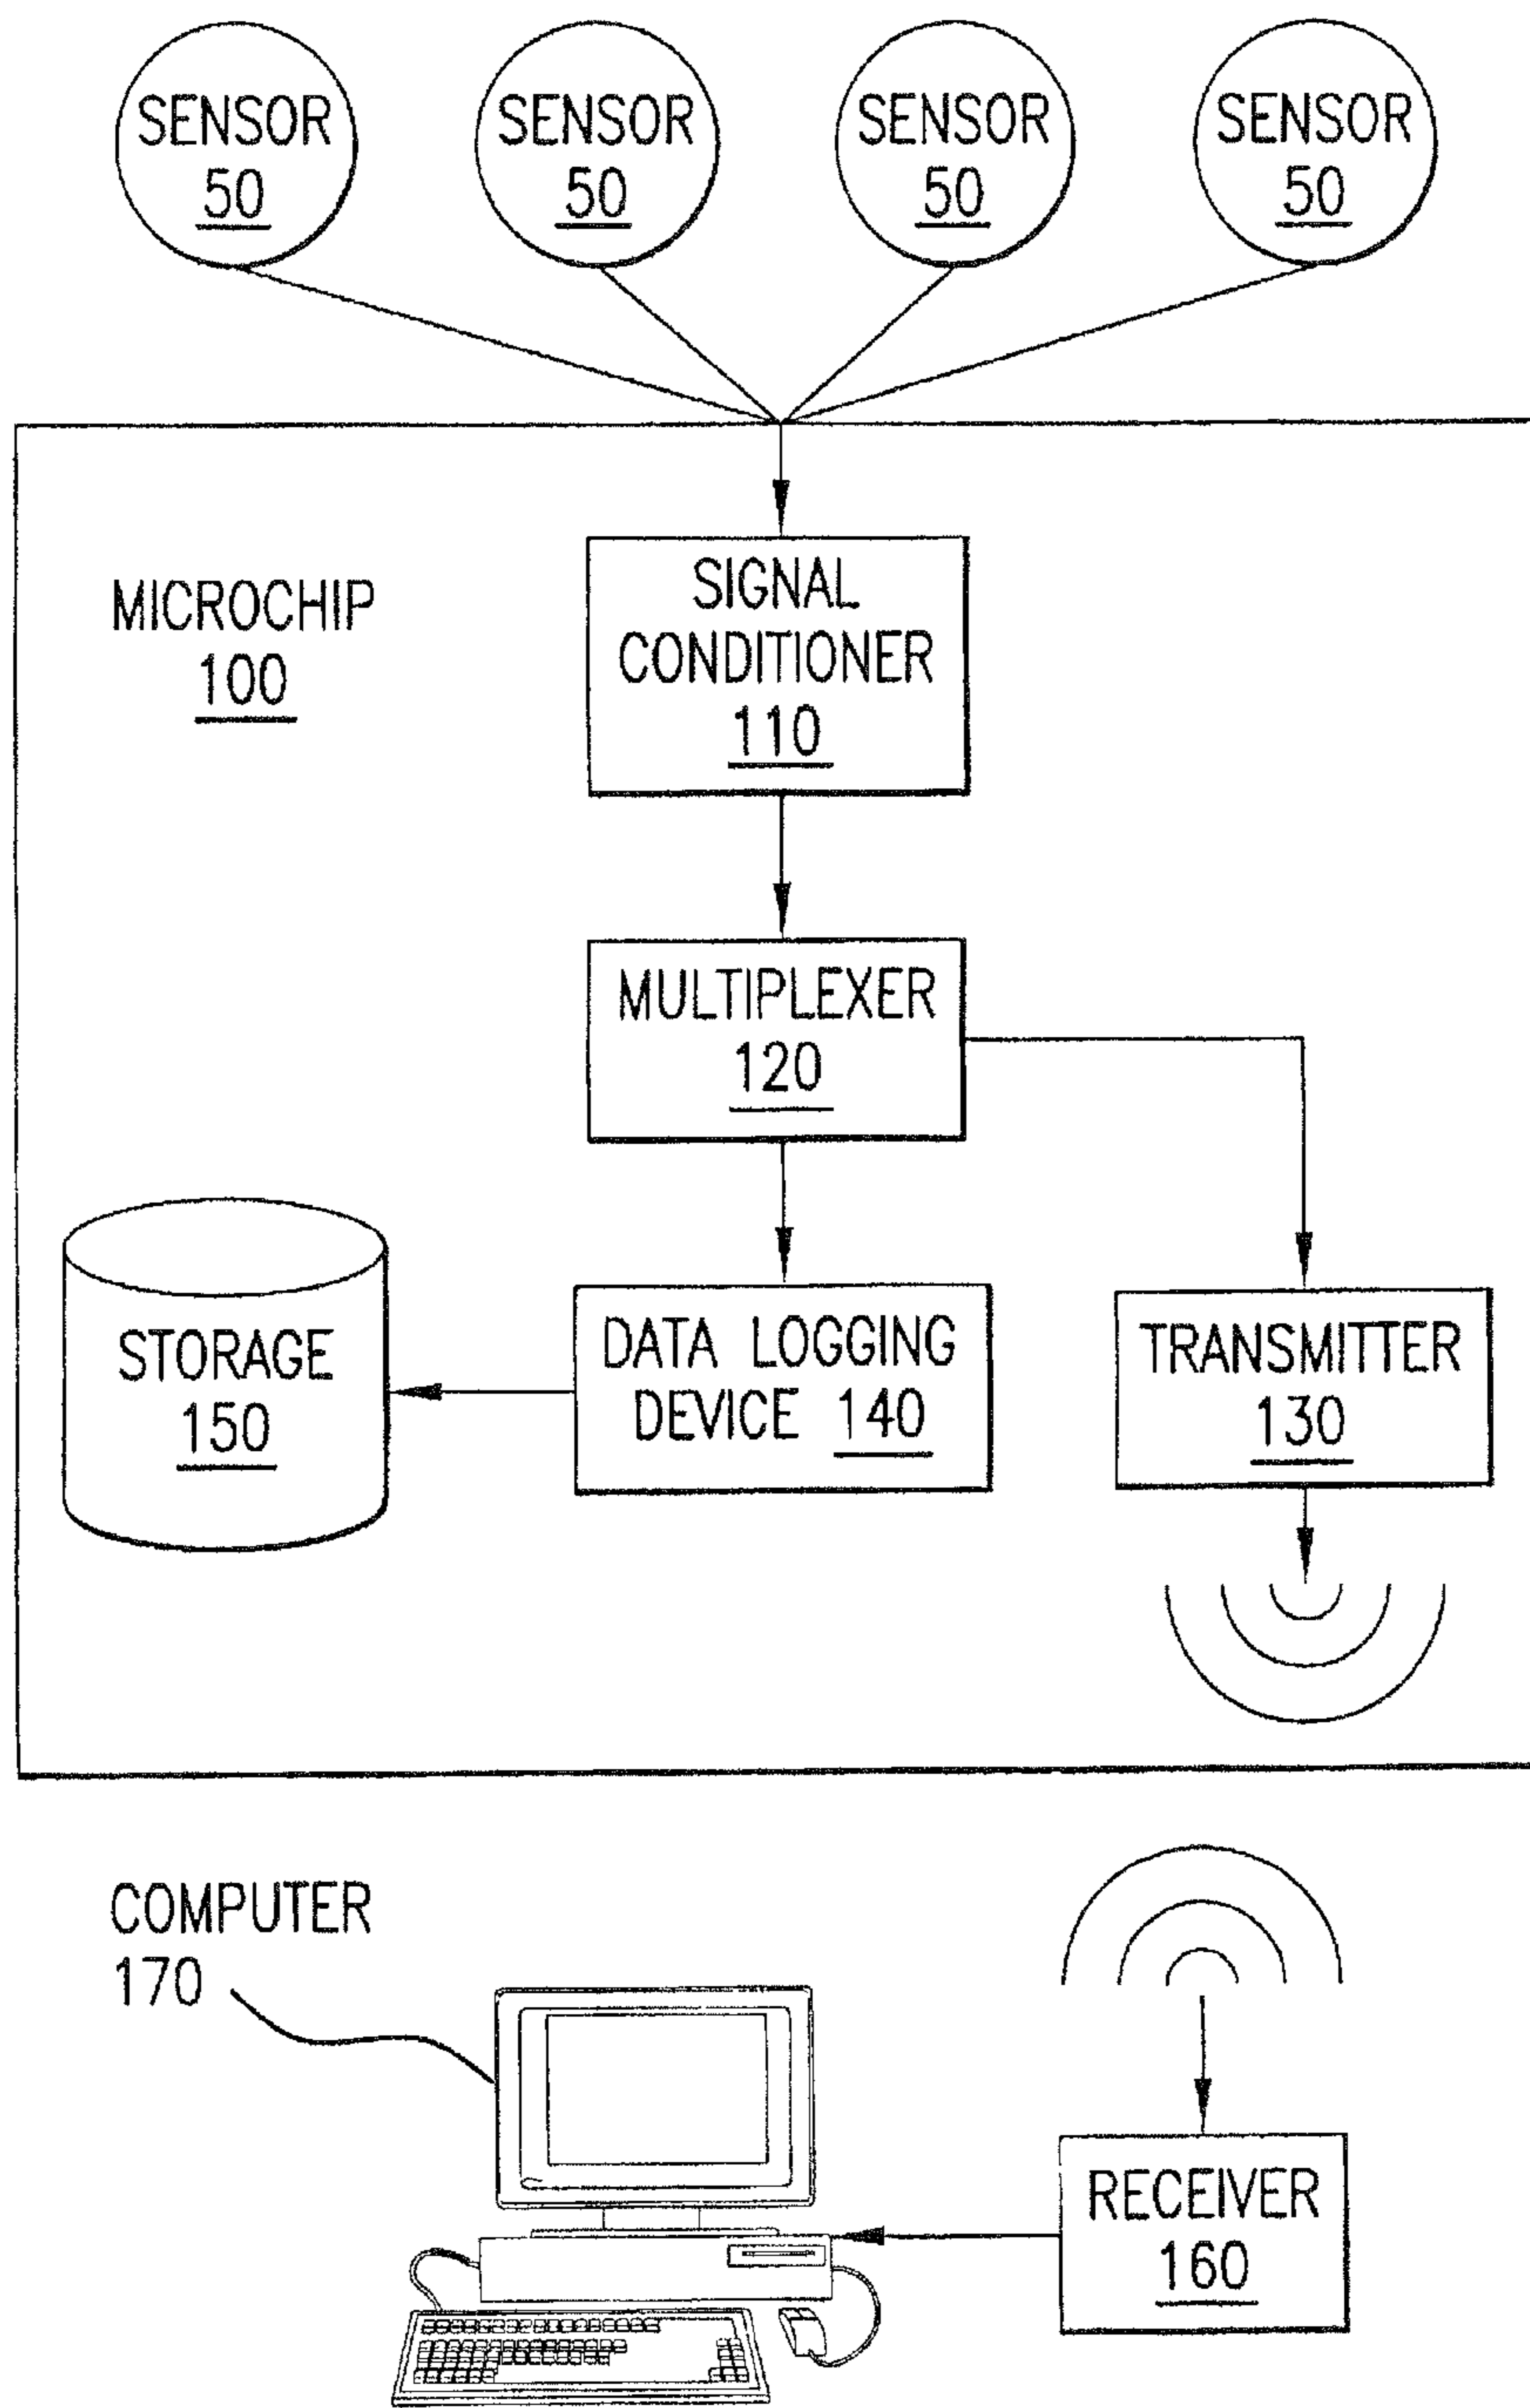 SENSOR
50
SENSOR
50
SENSOR
50
SENSOR
50
MICROCHIP
100
SIGNAL
CONDITIONER
110
MULTIPLEXER
120
STORAGE
150
DATA LOGGING
DEVICE 140
TRANSMITTER
130
COMPUTER
170
RECEIVER
160